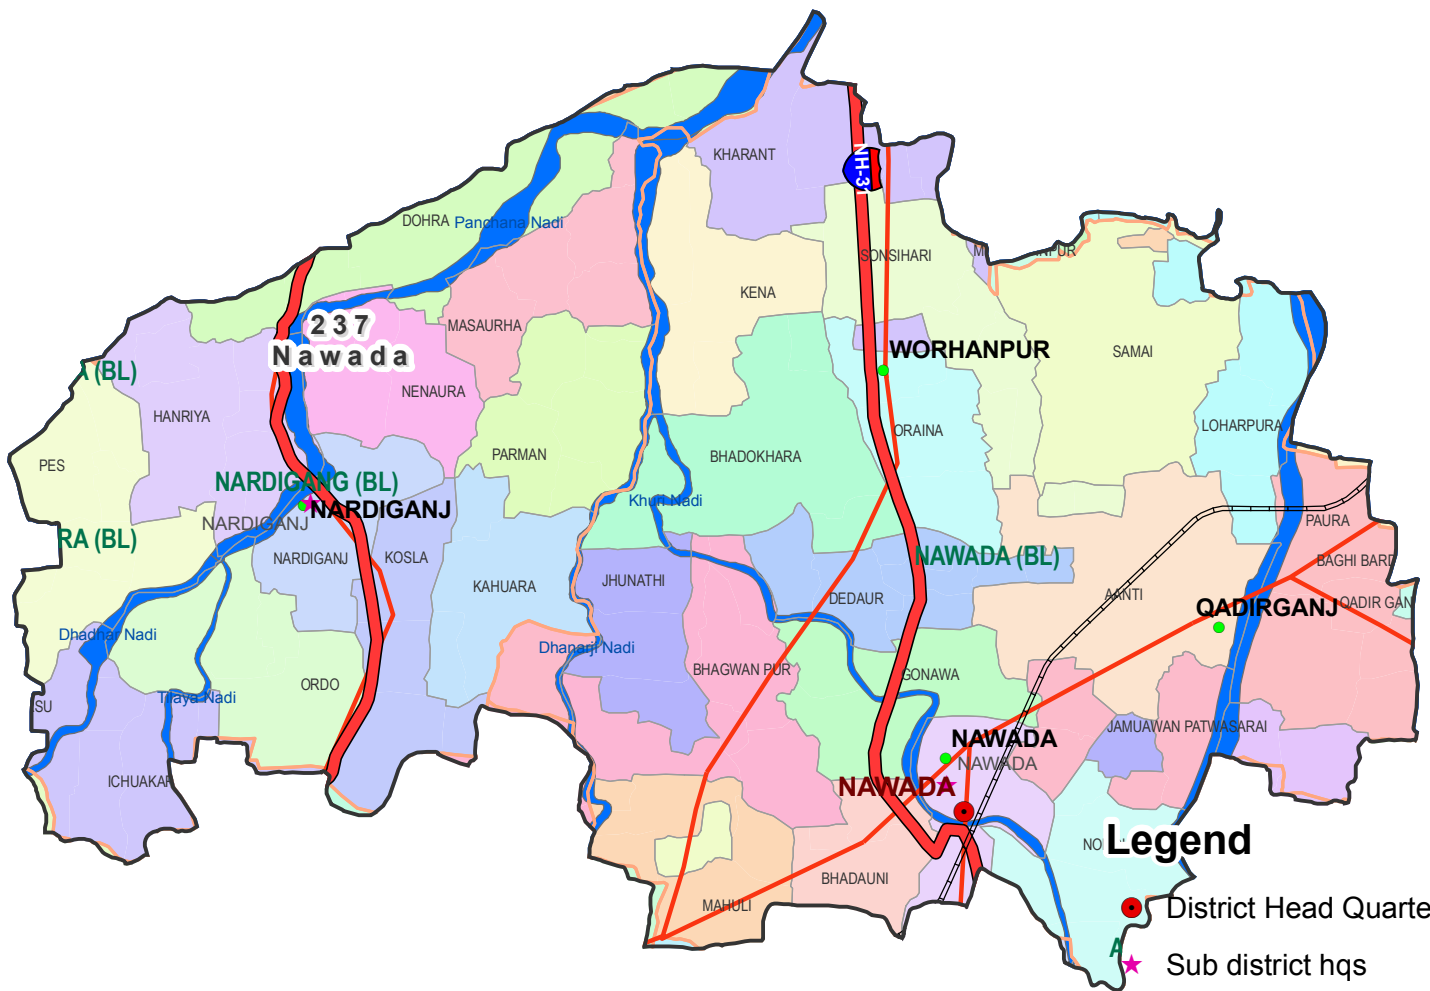 KHARANT
NH-31
DOHRA
Panchana Nadi
SONSIHARI
KENA
MASAURHA
237
Nawada
WORHANPUR
SAMAI
(BL)
HANRIYA
NENAURA
LOHARPURA
ORAINA
PES
PARMAN
BHADOKHARA
NARDIGANG (BL)
Khuri Nadi
NARDIGANJ
NARDIGANJ
PAURA
RA (BL)
NARDIGANJ
KOSLA
NAWADA (BL)
BAGHI BARD
KAHUARA
JHUNATHI
DEDAUR
AANTI
QADIRGANJ
QADIR GAN
Dhadhar Nadi
Dhanarji Nadi
BHAGWAN PUR
GONAWA
ORDO
Tilaya Nadi
SU
JAMUAWAN PATWASARAI
NAWADA
NAWADA
ICHUAKAR
NAWADA
Legend
BHADAUNI
MAHULI
District Head Quarte
A
Sub district hqs